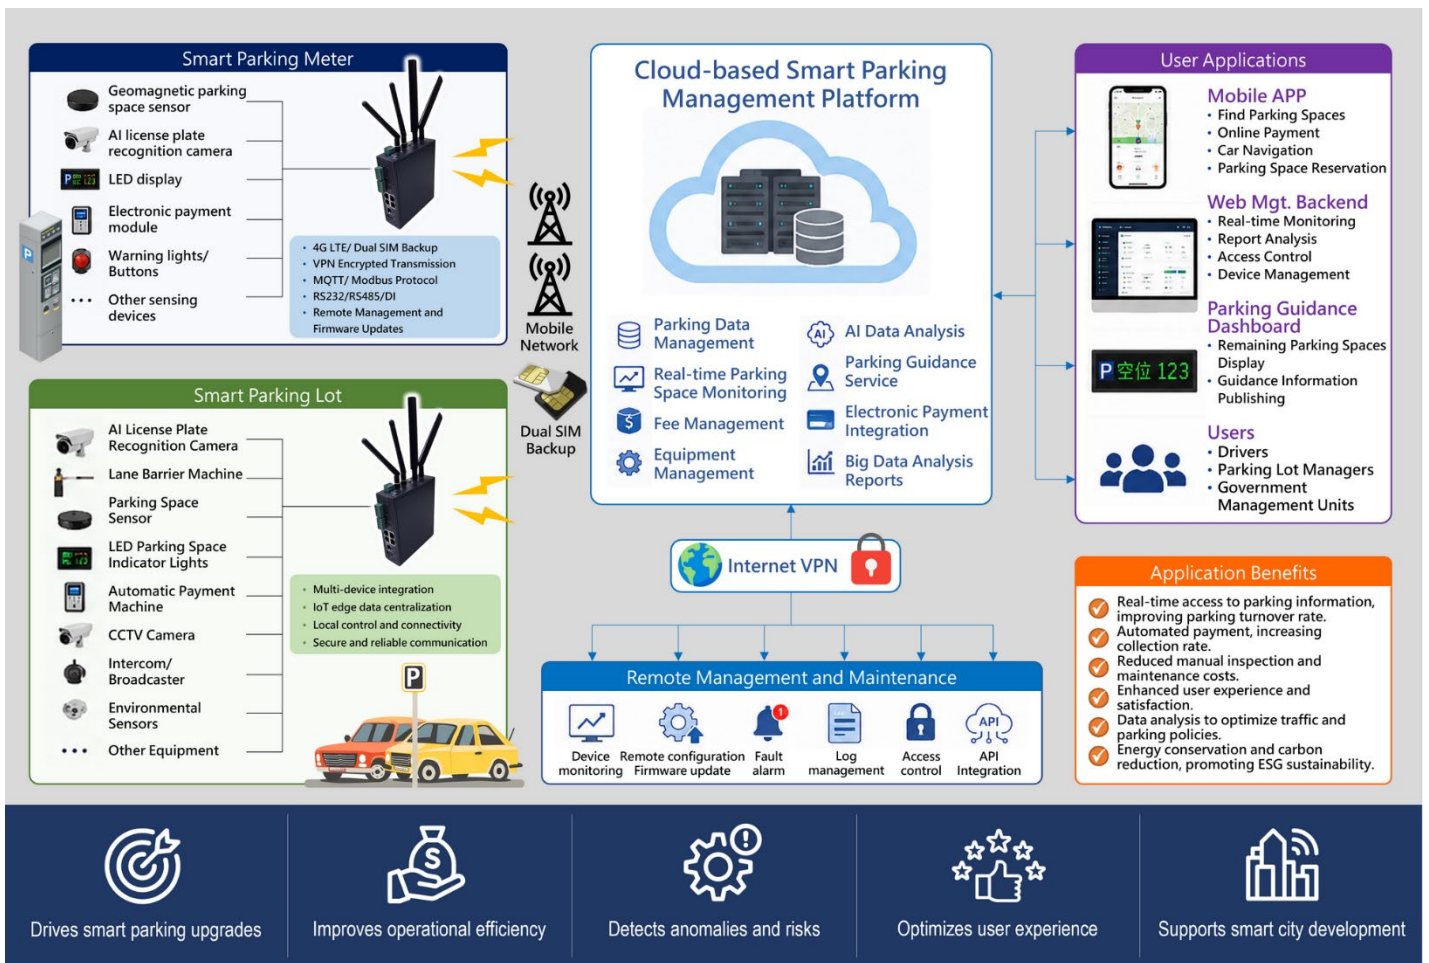 Smart Parking Meter
Geomagnetic parking
space sensor
AI license plate
recognition camera
LED display
Electronic payment
module
Warning lights/
Buttons
••• Other sensing
devices
P
• 4G LTE/ Dual SIM Backup
• VPN Encrypted Transmission
• MQTT/ Modbus Protocol
• RS232/RS485/DI
• Remote Management and
Firmware Updates
Mobile
Network
Dual SIM
Backup
Smart Parking Lot
AI License Plate
Recognition Camera
Lane Barrier Machine
Parking Space
Sensor
LED Parking Space
Indicator Lights
Automatic Payment
Machine
CCTV Camera
Intercom/
Broadcaster
Environmental
Sensors
••• Other Equipment
• Multi-device integration
• IoT edge data centralization
• Local control and connectivity
• Secure and reliable communication
P
Cloud-based Smart Parking
Management Platform
Parking Data
Management
Real-time Parking
Space Monitoring
Fee Management
Equipment
Management
AI
AI Data Analysis
Parking Guidance
Service
Electronic Payment
Integration
Big Data Analysis
Reports
Internet VPN
Remote Management and Maintenance
Device
monitoring
Remote configuration
Firmware update
1
Fault
alarm
Log
management
Access
control
API
API
Integration
User Applications
Mobile APP
• Find Parking Spaces
• Online Payment
• Car Navigation
• Parking Space Reservation
Web Mgt. Backend
• Real-time Monitoring
• Report Analysis
• Access Control
• Device Management
Parking Guidance
Dashboard
• Remaining Parking Spaces
Display
• Guidance Information
Publishing
P 空位 123
Users
• Drivers
• Parking Lot Managers
• Government
Management Units
Application Benefits
Real-time access to parking information,
improving parking turnover rate.
Automated payment, increasing
collection rate.
Reduced manual inspection and
maintenance costs.
Enhanced user experience and
satisfaction.
Data analysis to optimize traffic and
parking policies.
Energy conservation and carbon
reduction, promoting ESG sustainability.
Drives smart parking upgrades
Improves operational efficiency
Detects anomalies and risks
Optimizes user experience
Supports smart city development